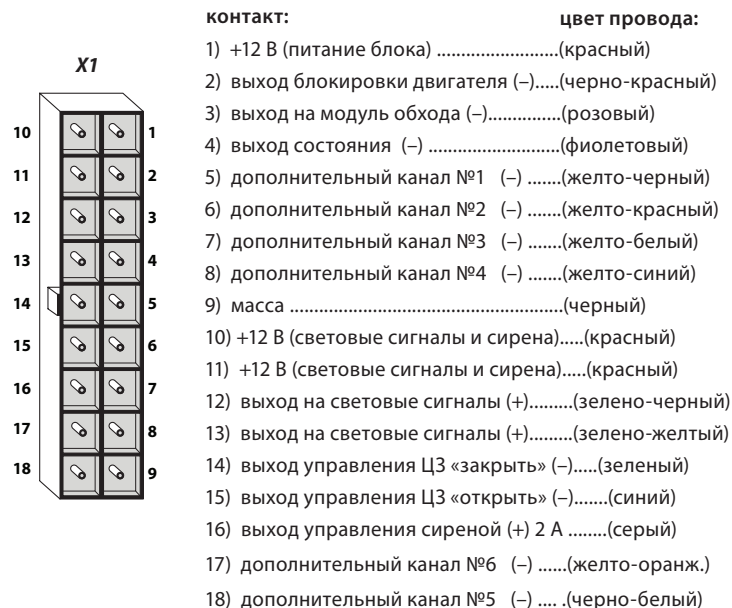 контакт: цвет провода:
X1
1) +12 В (питание блока) ..........................(красный)
2) выход блокировки двигателя (–).....(черно-красный)
3) выход на модуль обхода (–)...............(розовый)
4) выход состояния (–) ............................(фиолетовый)
5) дополнительный канал №1 (–) .......(желто-черный)
6) дополнительный канал №2 (–) .......(желто-красный)
7) дополнительный канал №3 (–) .......(желто-белый)
8) дополнительный канал №4 (–) .......(желто-синий)
9) масса ..........................................................(черный)
10) +12 В (световые сигналы и сирена).....(красный)
11) +12 В (световые сигналы и сирена).....(красный)
12) выход на световые сигналы (+).........(зелено-черный)
13) выход на световые сигналы (+).........(зелено-желтый)
14) выход управления ЦЗ «закрыть» (–).....(зеленый)
15) выход управления ЦЗ «открыть» (–).......(синий)
16) выход управления сиреной (+) 2 А ........(серый)
17) дополнительный канал №6 (–) ......(желто-оранж.)
18) дополнительный канал №5 (–) .... .(черно-белый)
10 1
11 2
12 3
13 4
14 5
15 6
16 7
17 8
18 9